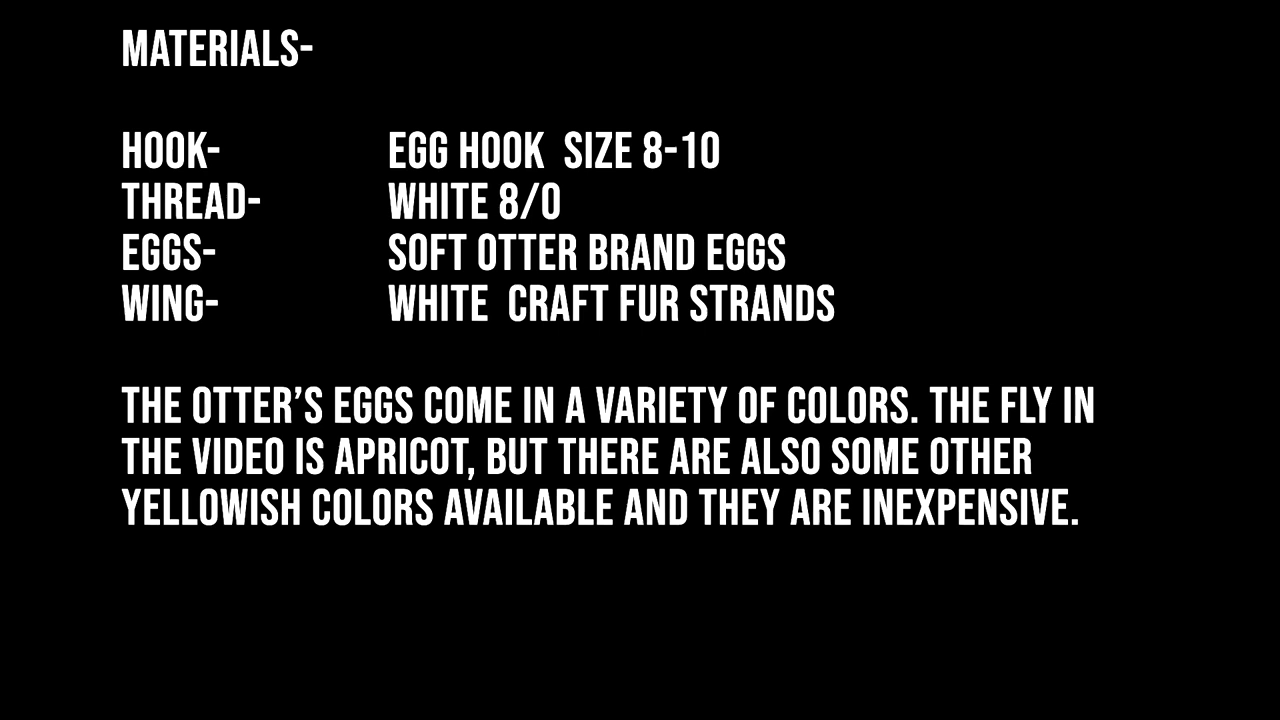 MATERIALS-
HOOK- EGG HOOK SIZE 8-10
THREAD- WHITE 8/0
EGGS- SOFT OTTER BRAND EGGS
WING- WHITE CRAFT FUR STRANDS
THE OTTER’S EGGS COME IN A VARIETY OF COLORS. THE FLY IN
THE VIDEO IS APRICOT, BUT THERE ARE ALSO SOME OTHER
YELLOWISH COLORS AVAILABLE AND THEY ARE INEXPENSIVE.